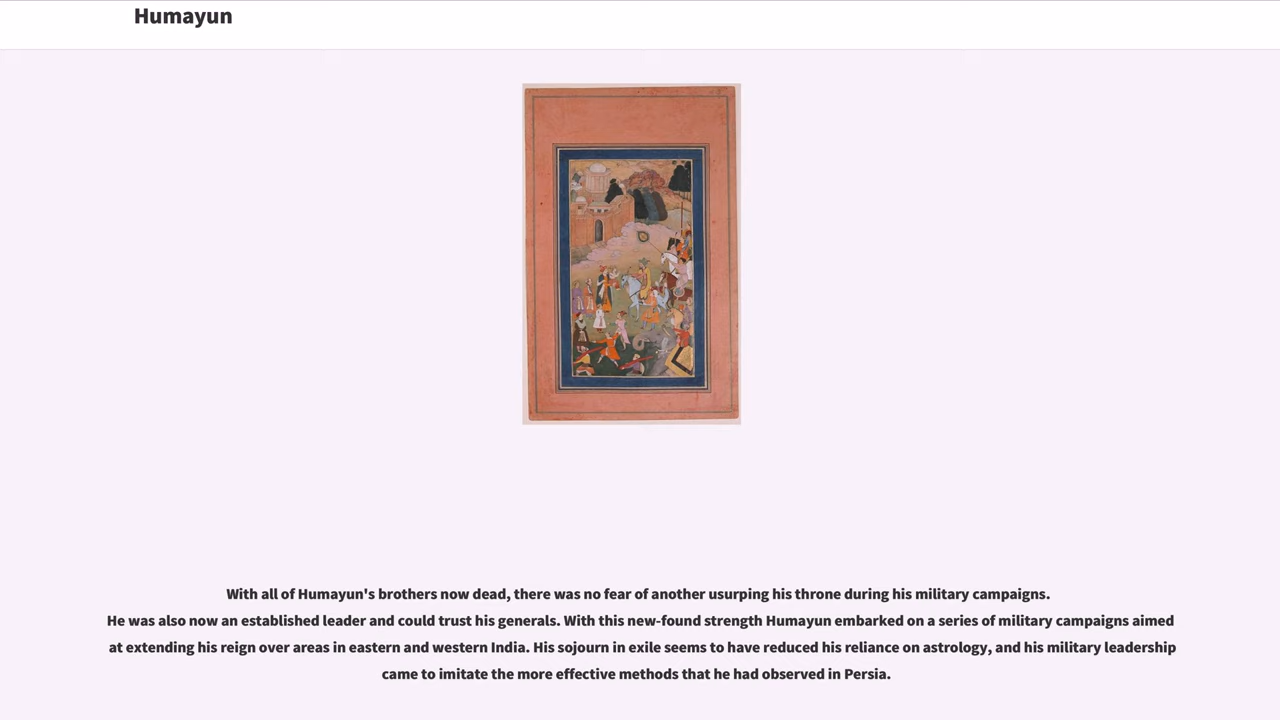 Humayun
With all of Humayun's brothers now dead, there was no fear of another usurping his throne during his military campaigns.
He was also now an established leader and could trust his generals. With this new-found strength Humayun embarked on a series of military campaigns aimed
at extending his reign over areas in eastern and western India. His sojourn in exile seems to have reduced his reliance on astrology, and his military leadership
came to imitate the more effective methods that he had observed in Persia.